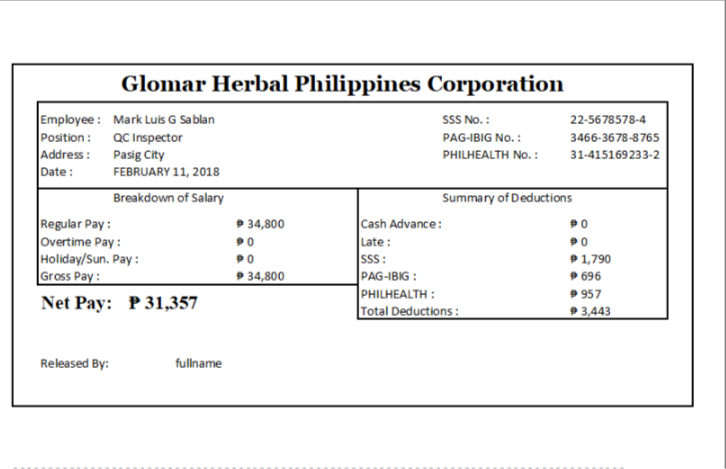 Glomar Herbal Philippines Corporation
Employee : Mark Luis G Sablan SSS No. : 22-5678578-4
Position : QC Inspector PAG-IBIG No. : 3466-3678-8765
Address : Pasig City PHILHEALTH No. : 31-415169233-2
Date : FEBRUARY 11, 2018
Breakdown of Salary Summary of Deductions
Regular Pay : ₱ 34,800 Cash Advance : ₱ 0
Overtime Pay : ₱ 0 Late : ₱ 0
Holiday/Sun. Pay : ₱ 0 SSS : ₱ 1,790
Gross Pay : ₱ 34,800 PAG-IBIG : ₱ 696
Net Pay: ₱ 31,357 PHILHEALTH : ₱ 957
Total Deductions : ₱ 3,443
Released By: fullname